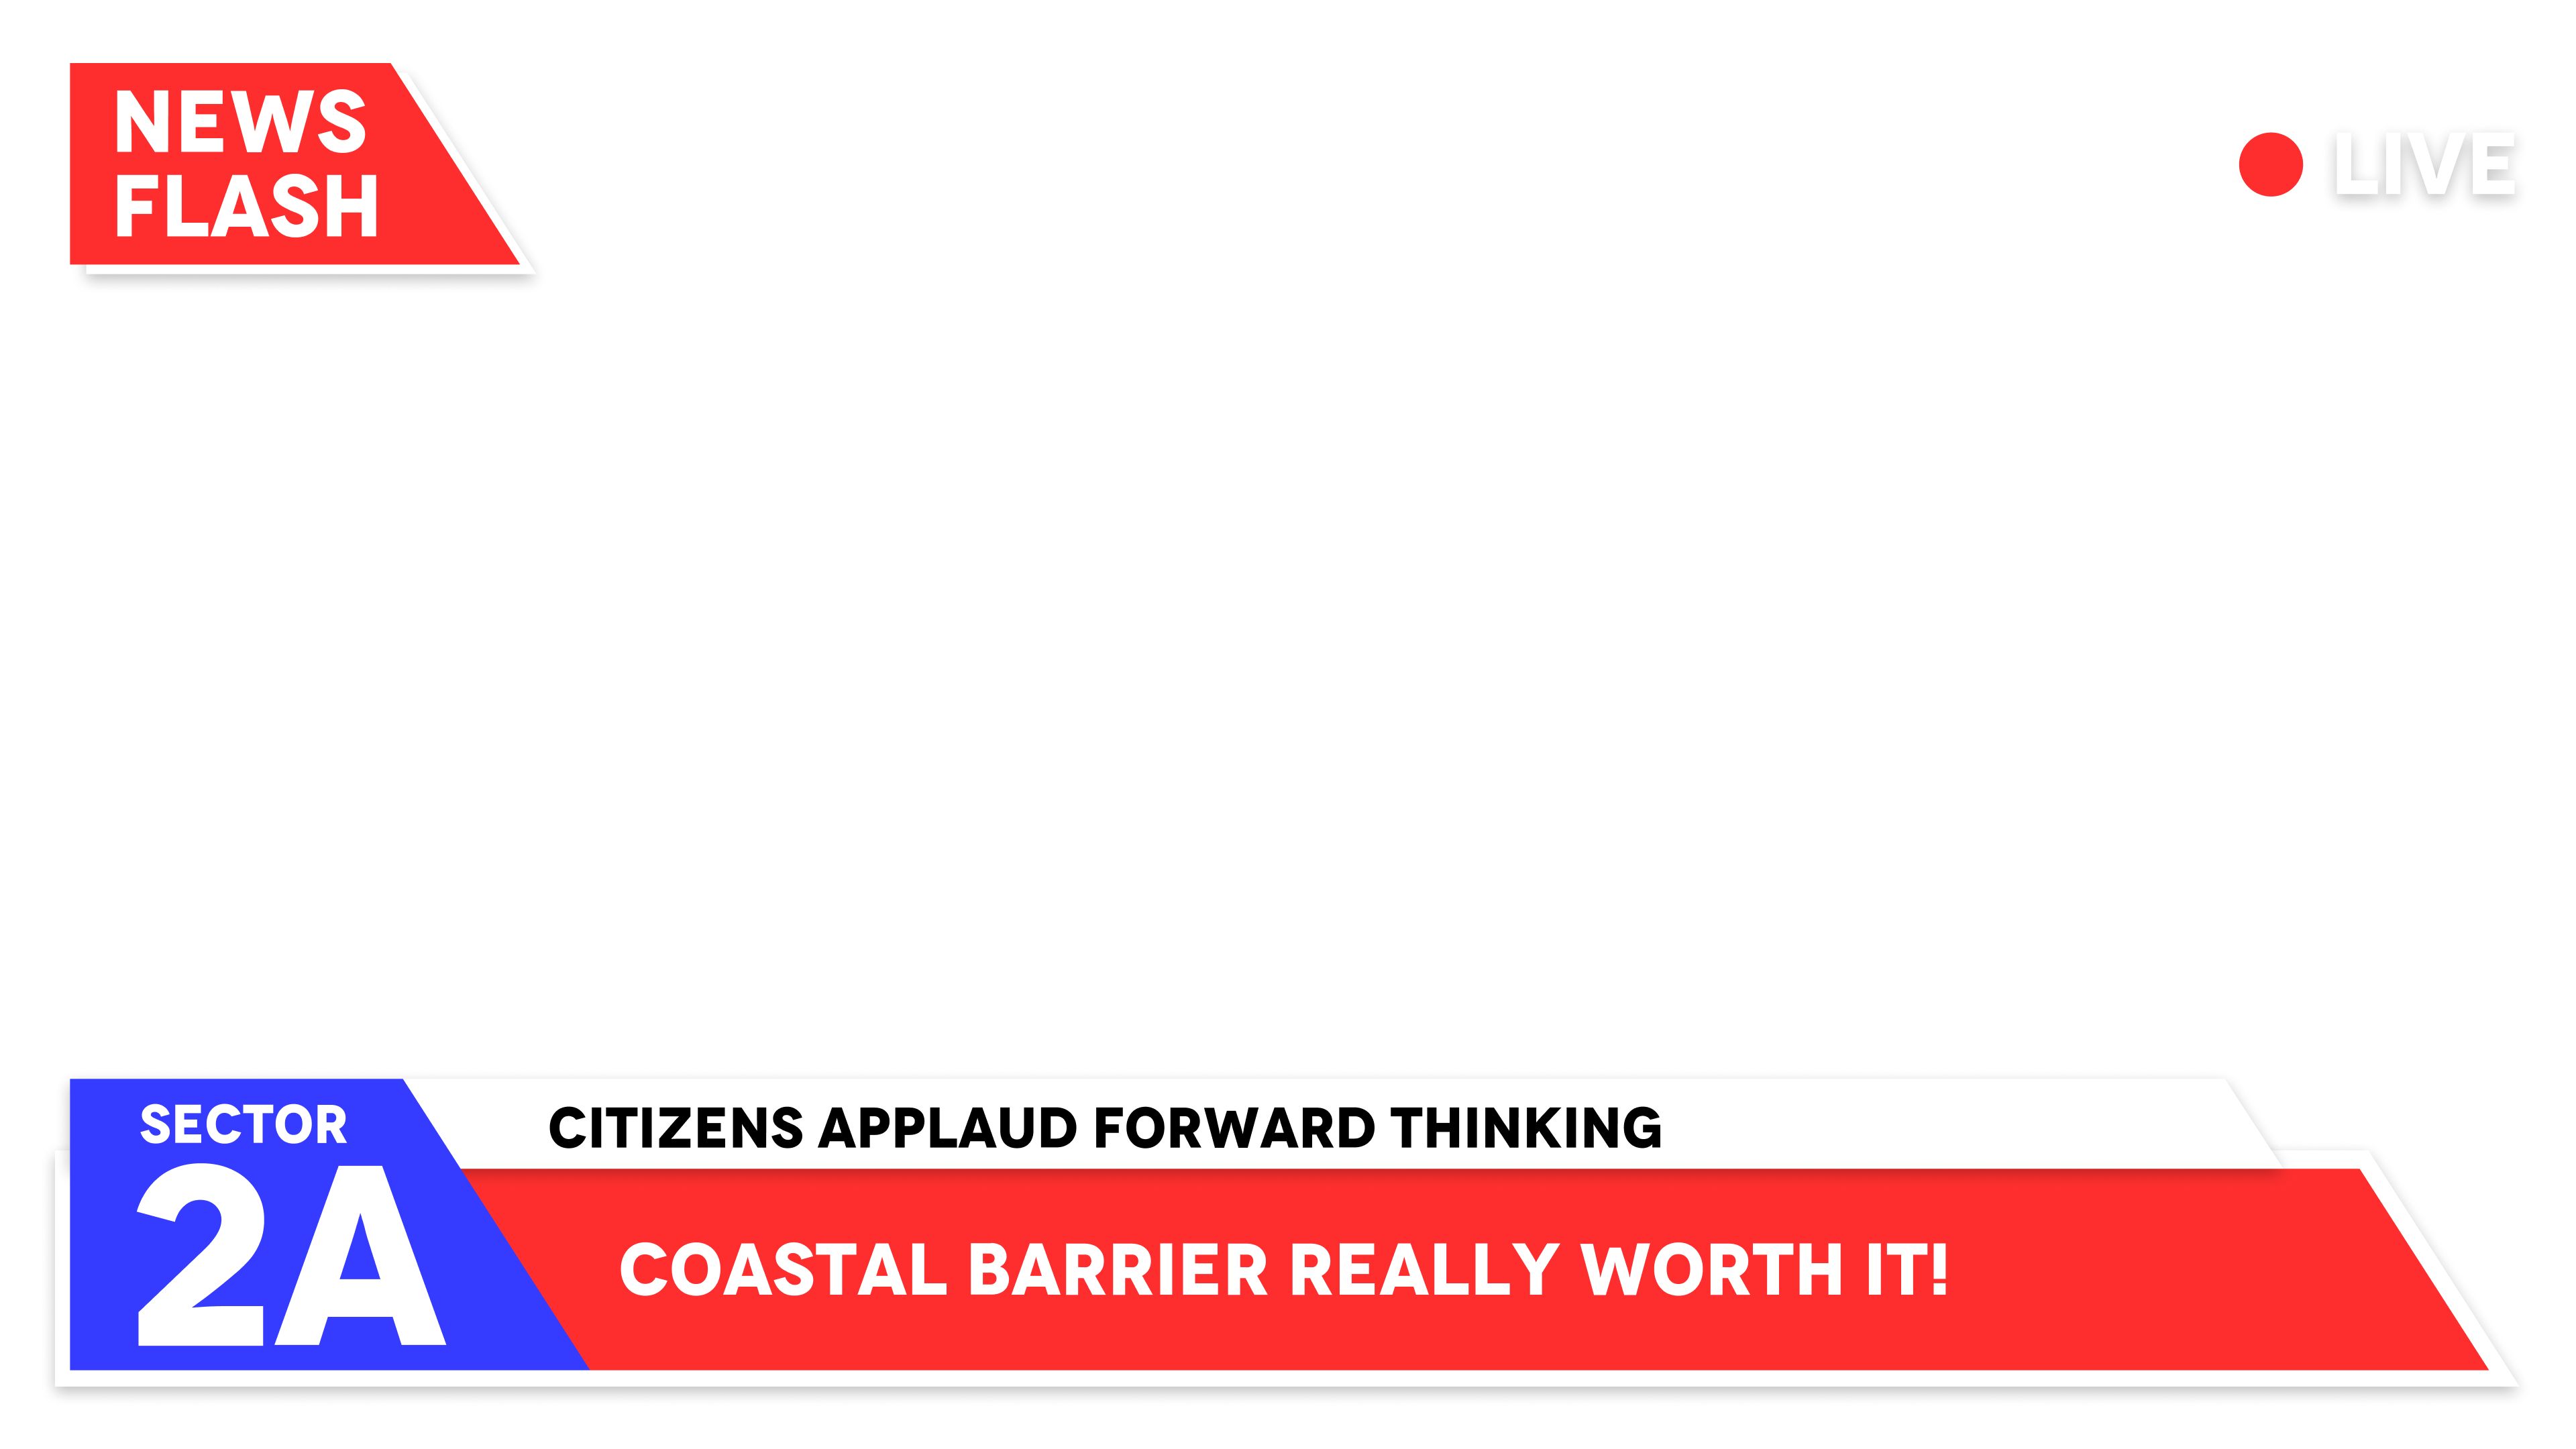 NEWS
FLASH
LIVE
SECTOR
2A
CITIZENS APPLAUD FORWARD THINKING
COASTAL BARRIER REALLY WORTH IT!